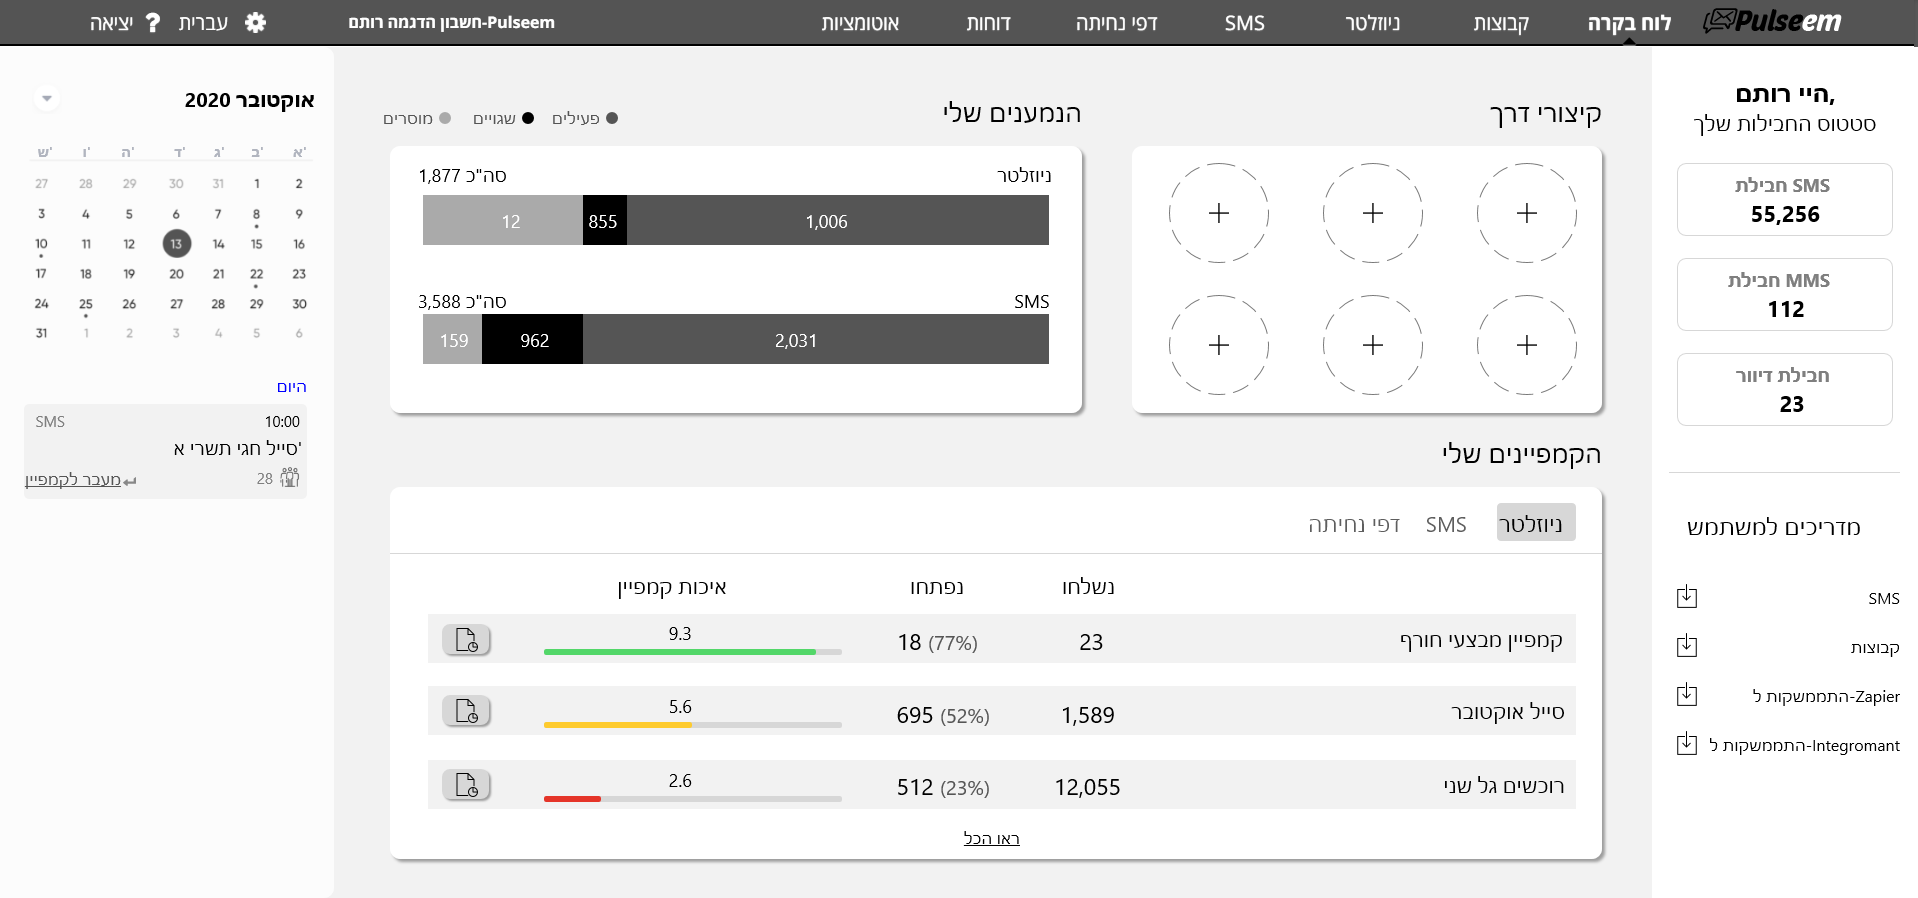 Pulseem
לוח בקרה
קבוצות
ניוזלטר
SMS
דפי נחיתה
דוחות
אוטומציות
חשבון הדגמה רותם-Pulseem
עברית
?
יציאה
היי רותם,
סטטוס החבילות שלך
חבילת SMS
55,256
חבילת MMS
112
חבילת דיוור
23
מדריכים למשתמש
SMS
קבוצות
התממשקות ל-Zapier
התממשקות ל-Integromant
קיצורי דרך
+ + +
+ + +
הנמענים שלי
פעילים
שגויים
מוסרים
ניוזלטר
סה"כ 1,877
1,006 855 12
SMS
סה"כ 3,588
2,031 962 159
הקמפיינים שלי
ניוזלטר SMS דפי נחיתה
נשלחו נפתחו איכות קמפיין
קמפיין מבצעי חורף 23 18 (77%) 9.3
סייל אוקטובר 1,589 695 (52%) 5.6
רוכשים גל שני 12,055 512 (23%) 2.6
ראו הכל
אוקטובר 2020
א' ב' ג' ד' ה' ו' ש'
2 1 31 30 29 28 27
9 8 7 6 5 4 3
16 15 14 13 12 11 10
23 22 21 20 19 18 17
30 29 28 27 26 25 24
6 5 4 3 2 1 31
היום
10:00 SMS
סייל חגי תשרי א'
28
מעבר לקמפיין